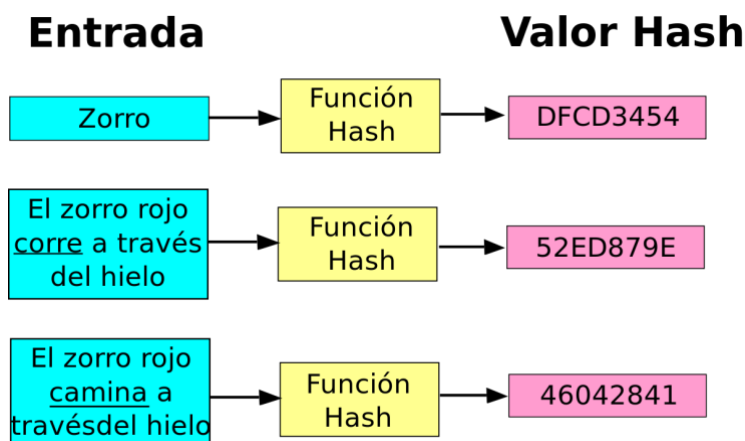 Entrada
Valor Hash
Zorro
Función
Hash
DFCD3454
El zorro rojo
corre a través
del hielo
Función
Hash
52ED879E
El zorro rojo
camina a
travésdel hielo
Función
Hash
46042841